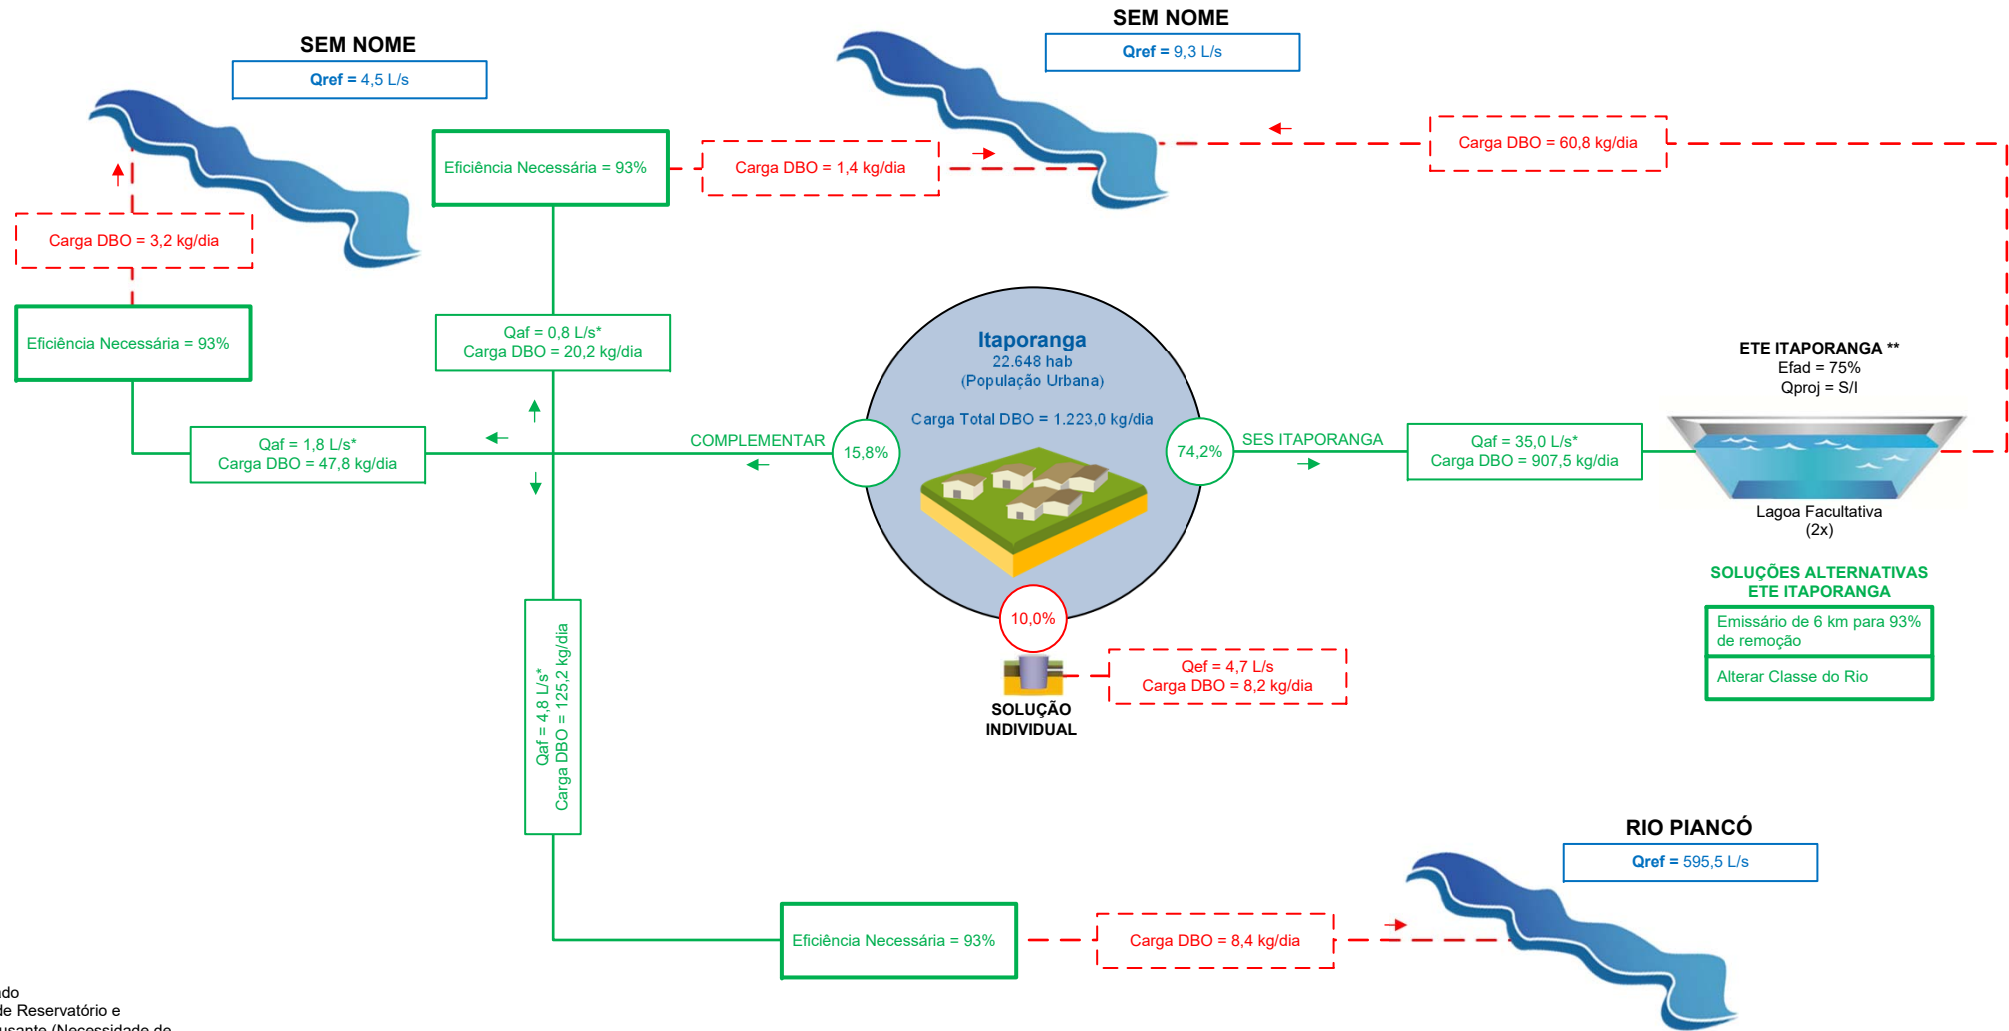 SEM NOME
Qref = 4,5 L/s
SEM NOME
Qref = 9,3 L/s
Eficiência Necessária = 93%
Carga DBO = 1,4 kg/dia
Carga DBO = 60,8 kg/dia
Carga DBO = 3,2 kg/dia
Eficiência Necessária = 93%
Qaf = 0,8 L/s*
Carga DBO = 20,2 kg/dia
Itaporanga
22.648 hab
(População Urbana)
Carga Total DBO = 1.223,0 kg/dia
ETE ITAPORANGA **
Efad = 75%
Qproj = S/I
Qaf = 1,8 L/s*
Carga DBO = 47,8 kg/dia
COMPLEMENTAR
15,8%
74,2%
SES ITAPORANGA
Qaf = 35,0 L/s*
Carga DBO = 907,5 kg/dia
Lagoa Facultativa
(2x)
SOLUÇÕES ALTERNATIVAS
ETE ITAPORANGA
Emissário de 6 km para 93%
de remoção
Alterar Classe do Rio
10,0%
Qef = 4,7 L/s
Carga DBO = 8,2 kg/dia
SOLUÇÃO
INDIVIDUAL
Qaf = 4,8 L/s*
Carga DBO = 125,2 kg/dia
RIO PIANCÓ
Qref = 595,5 L/s
Eficiência Necessária = 93%
Carga DBO = 8,4 kg/dia
de Reservatório e